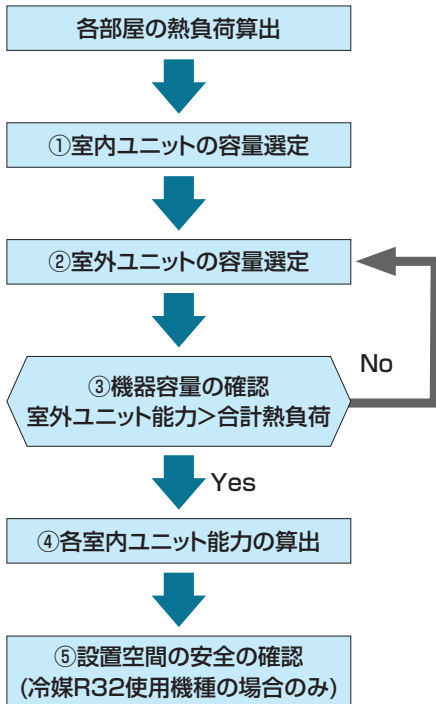 各部屋の熱負荷算出
①室内ユニットの容量選定
②室外ユニットの容量選定
No
③機器容量の確認
室外ユニット能力＞合計熱負荷
Yes
④各室内ユニット能力の算出
⑤設置空間の安全の確認
(冷媒R32使用機種の場合のみ)